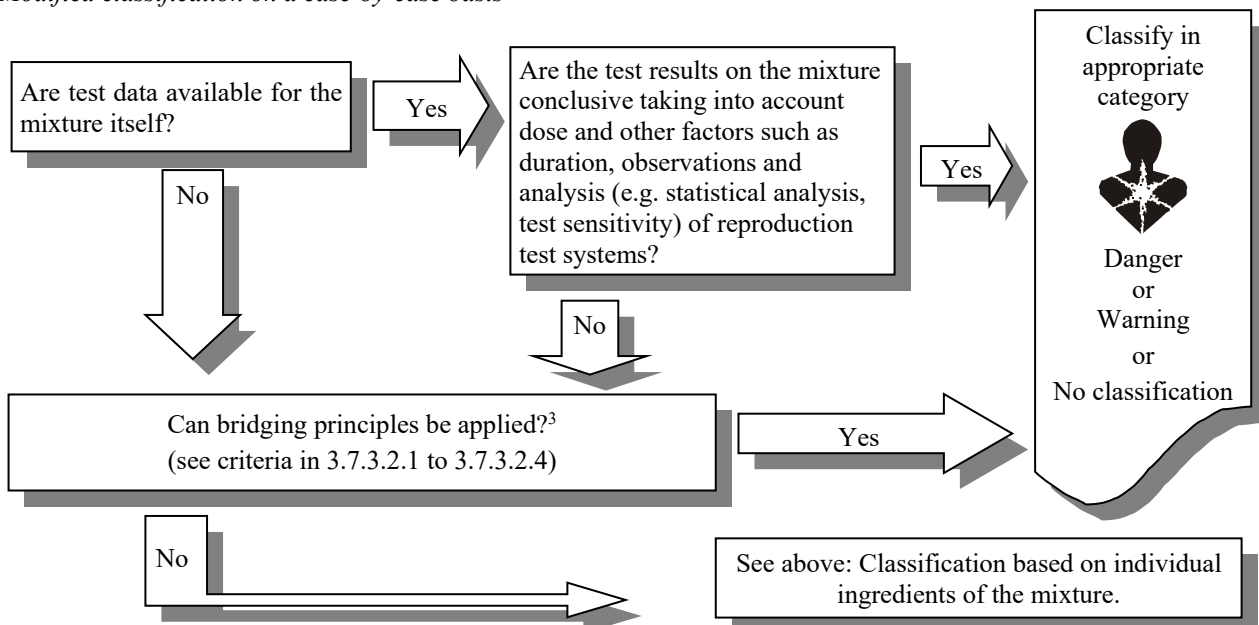 Modified classification on a case-by-case basis
Are test data available for the
mixture itself?
Yes
Are the test results on the mixture
conclusive taking into account
dose and other factors such as
duration, observations and
analysis (e.g. statistical analysis,
test sensitivity) of reproduction
test systems?
Yes
Classify in
appropriate
category
Danger
or
Warning
or
No classification
No
No
Can bridging principles be applied?³
(see criteria in 3.7.3.2.1 to 3.7.3.2.4)
Yes
No
See above: Classification based on individual
ingredients of the mixture.